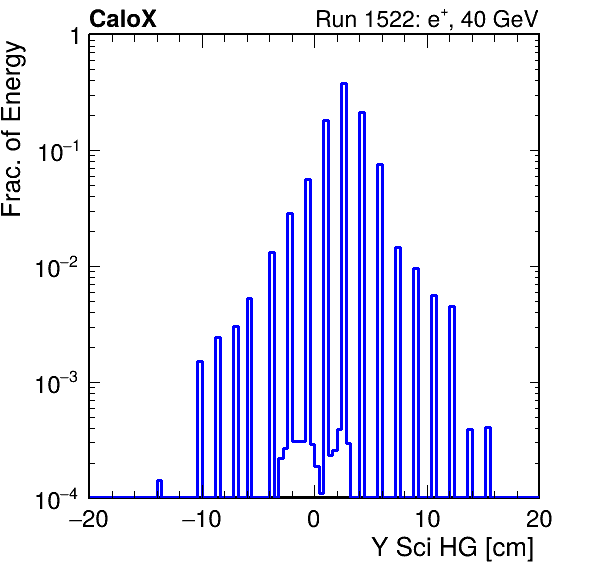 CaloX Run 1522: e⁺, 40 GeV
Frac. of Energy
1
10⁻¹
10⁻²
10⁻³
10⁻⁴
−20 −10 0 10 20
Y Sci HG [cm]